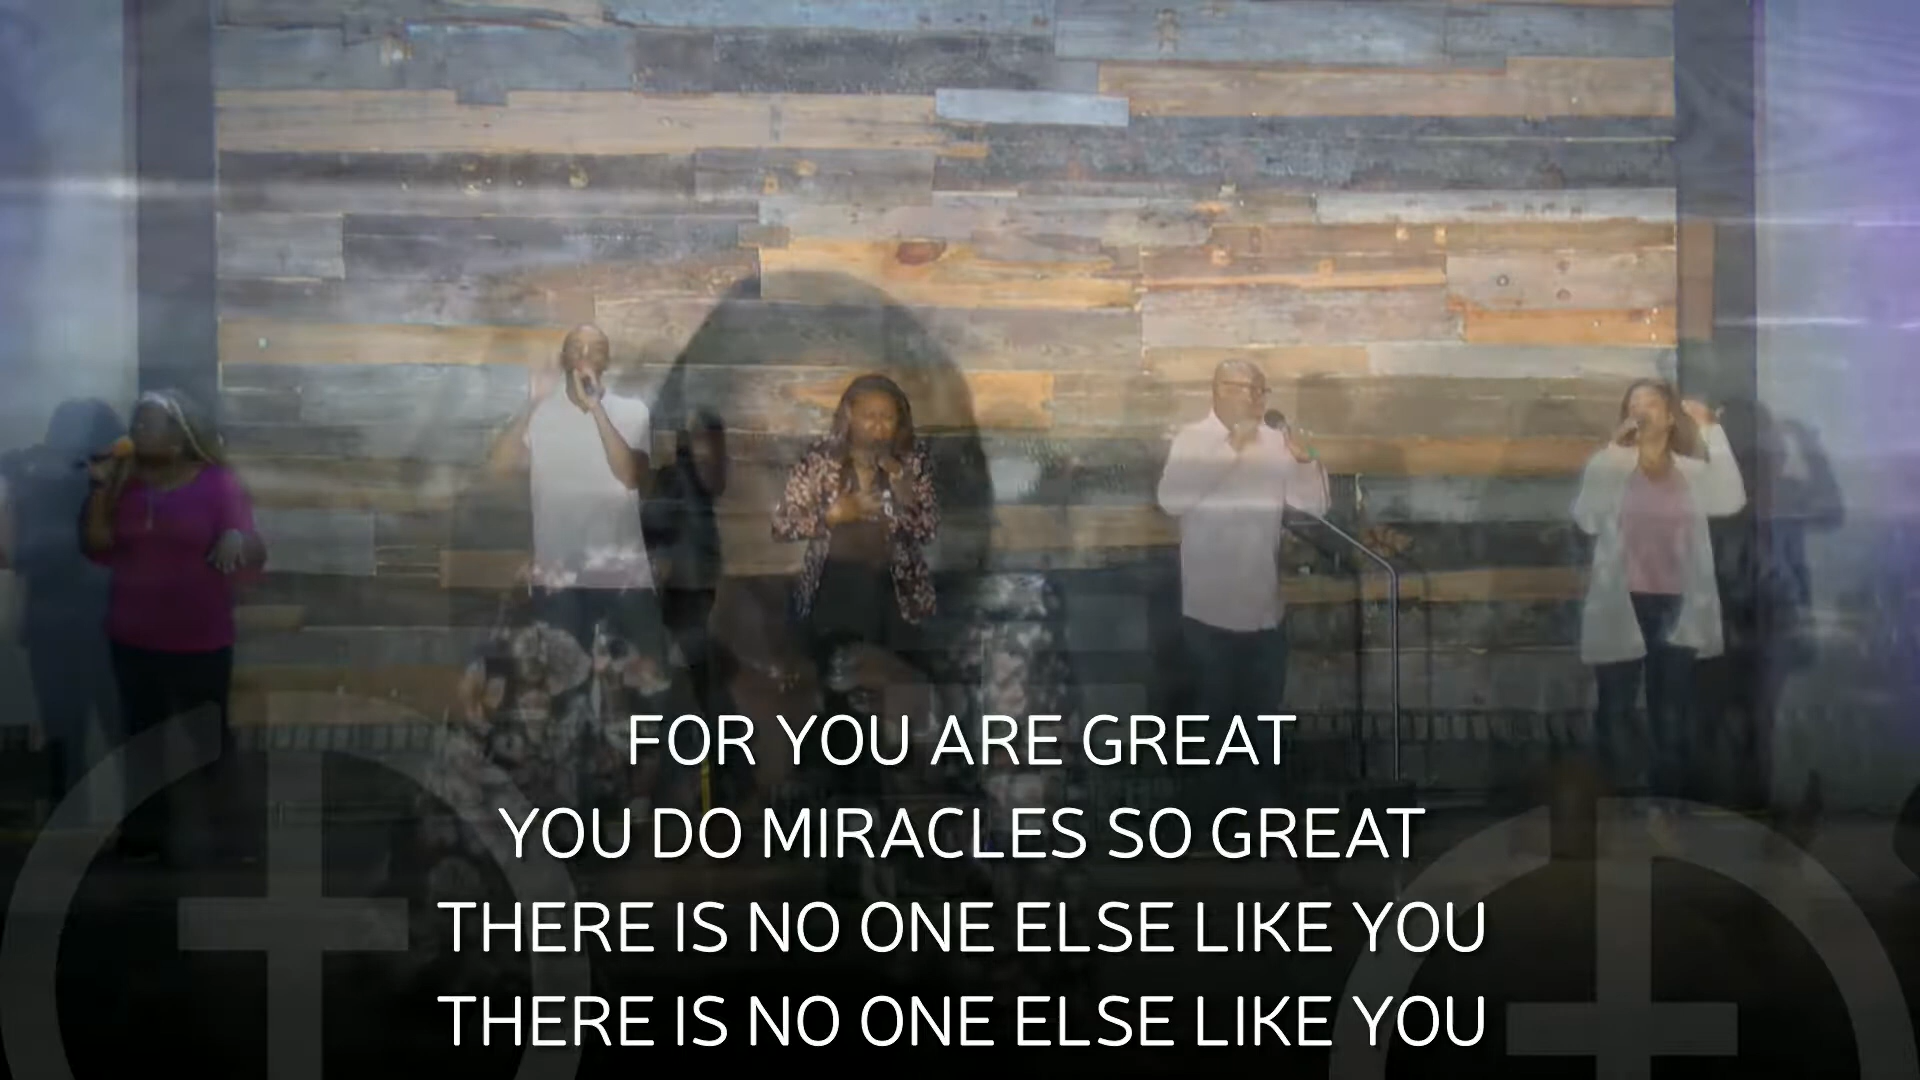 FOR YOU ARE GREAT
YOU DO MIRACLES SO GREAT
THERE IS NO ONE ELSE LIKE YOU
THERE IS NO ONE ELSE LIKE YOU